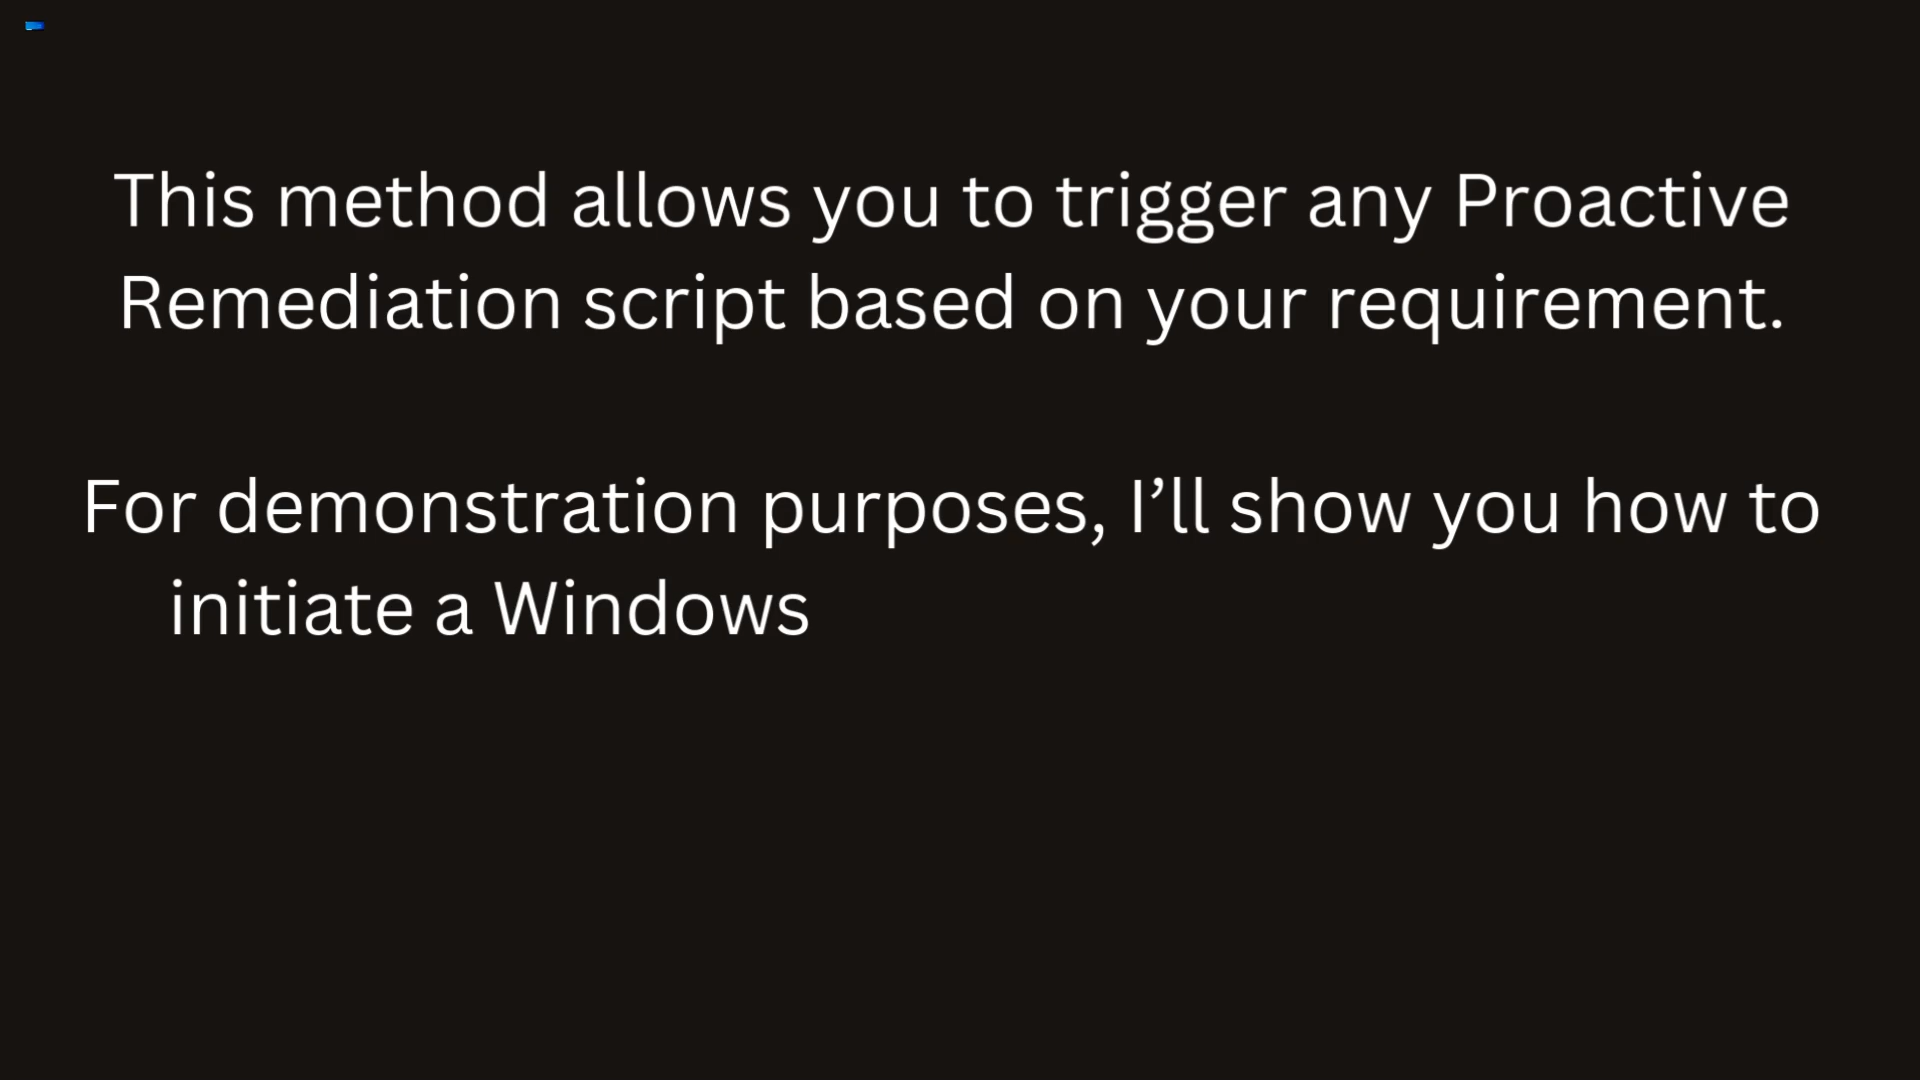 This method allows you to trigger any Proactive
Remediation script based on your requirement.
For demonstration purposes, I’ll show you how to
initiate a Windows